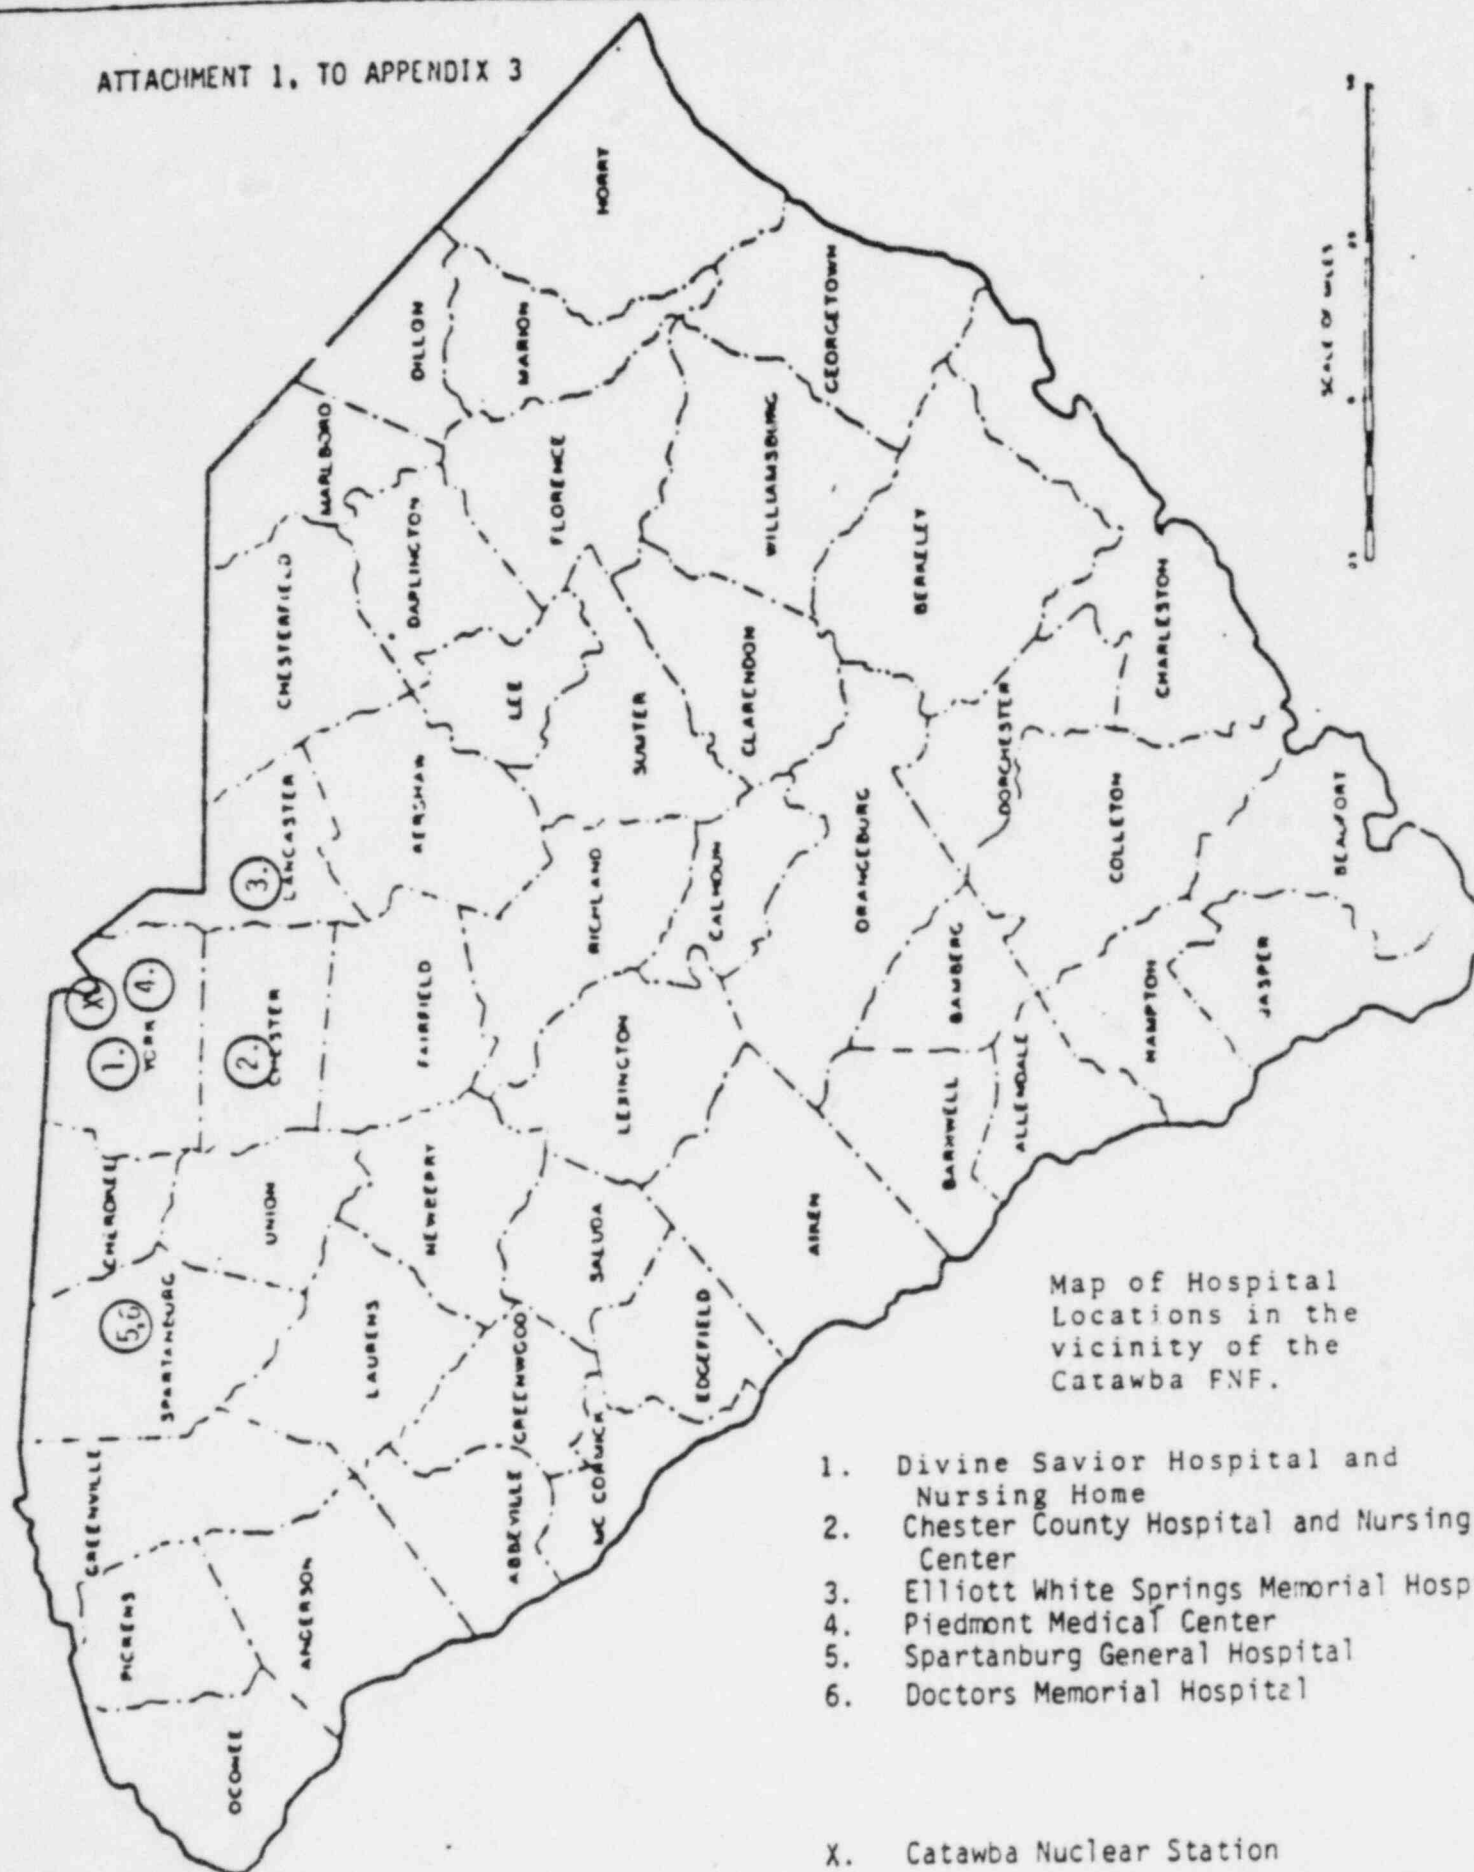 ATTACHMENT 1. TO APPENDIX 3
HORRY
DILLON
MARION
GEORGETOWN
MARLBORO
FLORENCE
WILLIAMSBURG
CHESTERFIELD
DAPLINGTON
BERKELEY
LEE
SUMTER
CLARENDON
CHARLESTON
DORCHESTER
3.
LANCASTER
KERSHAW
RICHLAND
CALHOUN
ORANGEBURG
COLLETON
BEAUFORT
X
4.
1.
YORK
2.
CHESTER
FAIRFIELD
LEXINGTON
BAMBERG
HAMPTON
JASPER
CHEROKEE
UNION
NEWBERRY
SALUDA
AIKEN
BARNWELL
ALLENDALE
5,6
SPARTANBURG
LAURENS
GREENWOOD
EDGEFIELD
GREENVILLE
ABBEVILLE
MC CORMICK
PICKENS
ANDERSON
OCONEE
SCALE OF MILES
Map of Hospital
Locations in the
vicinity of the
Catawba FNF.
1. Divine Savior Hospital and
Nursing Home
2. Chester County Hospital and Nursing
Center
3. Elliott White Springs Memorial Hosp
4. Piedmont Medical Center
5. Spartanburg General Hospital
6. Doctors Memorial Hospital
X. Catawba Nuclear Station